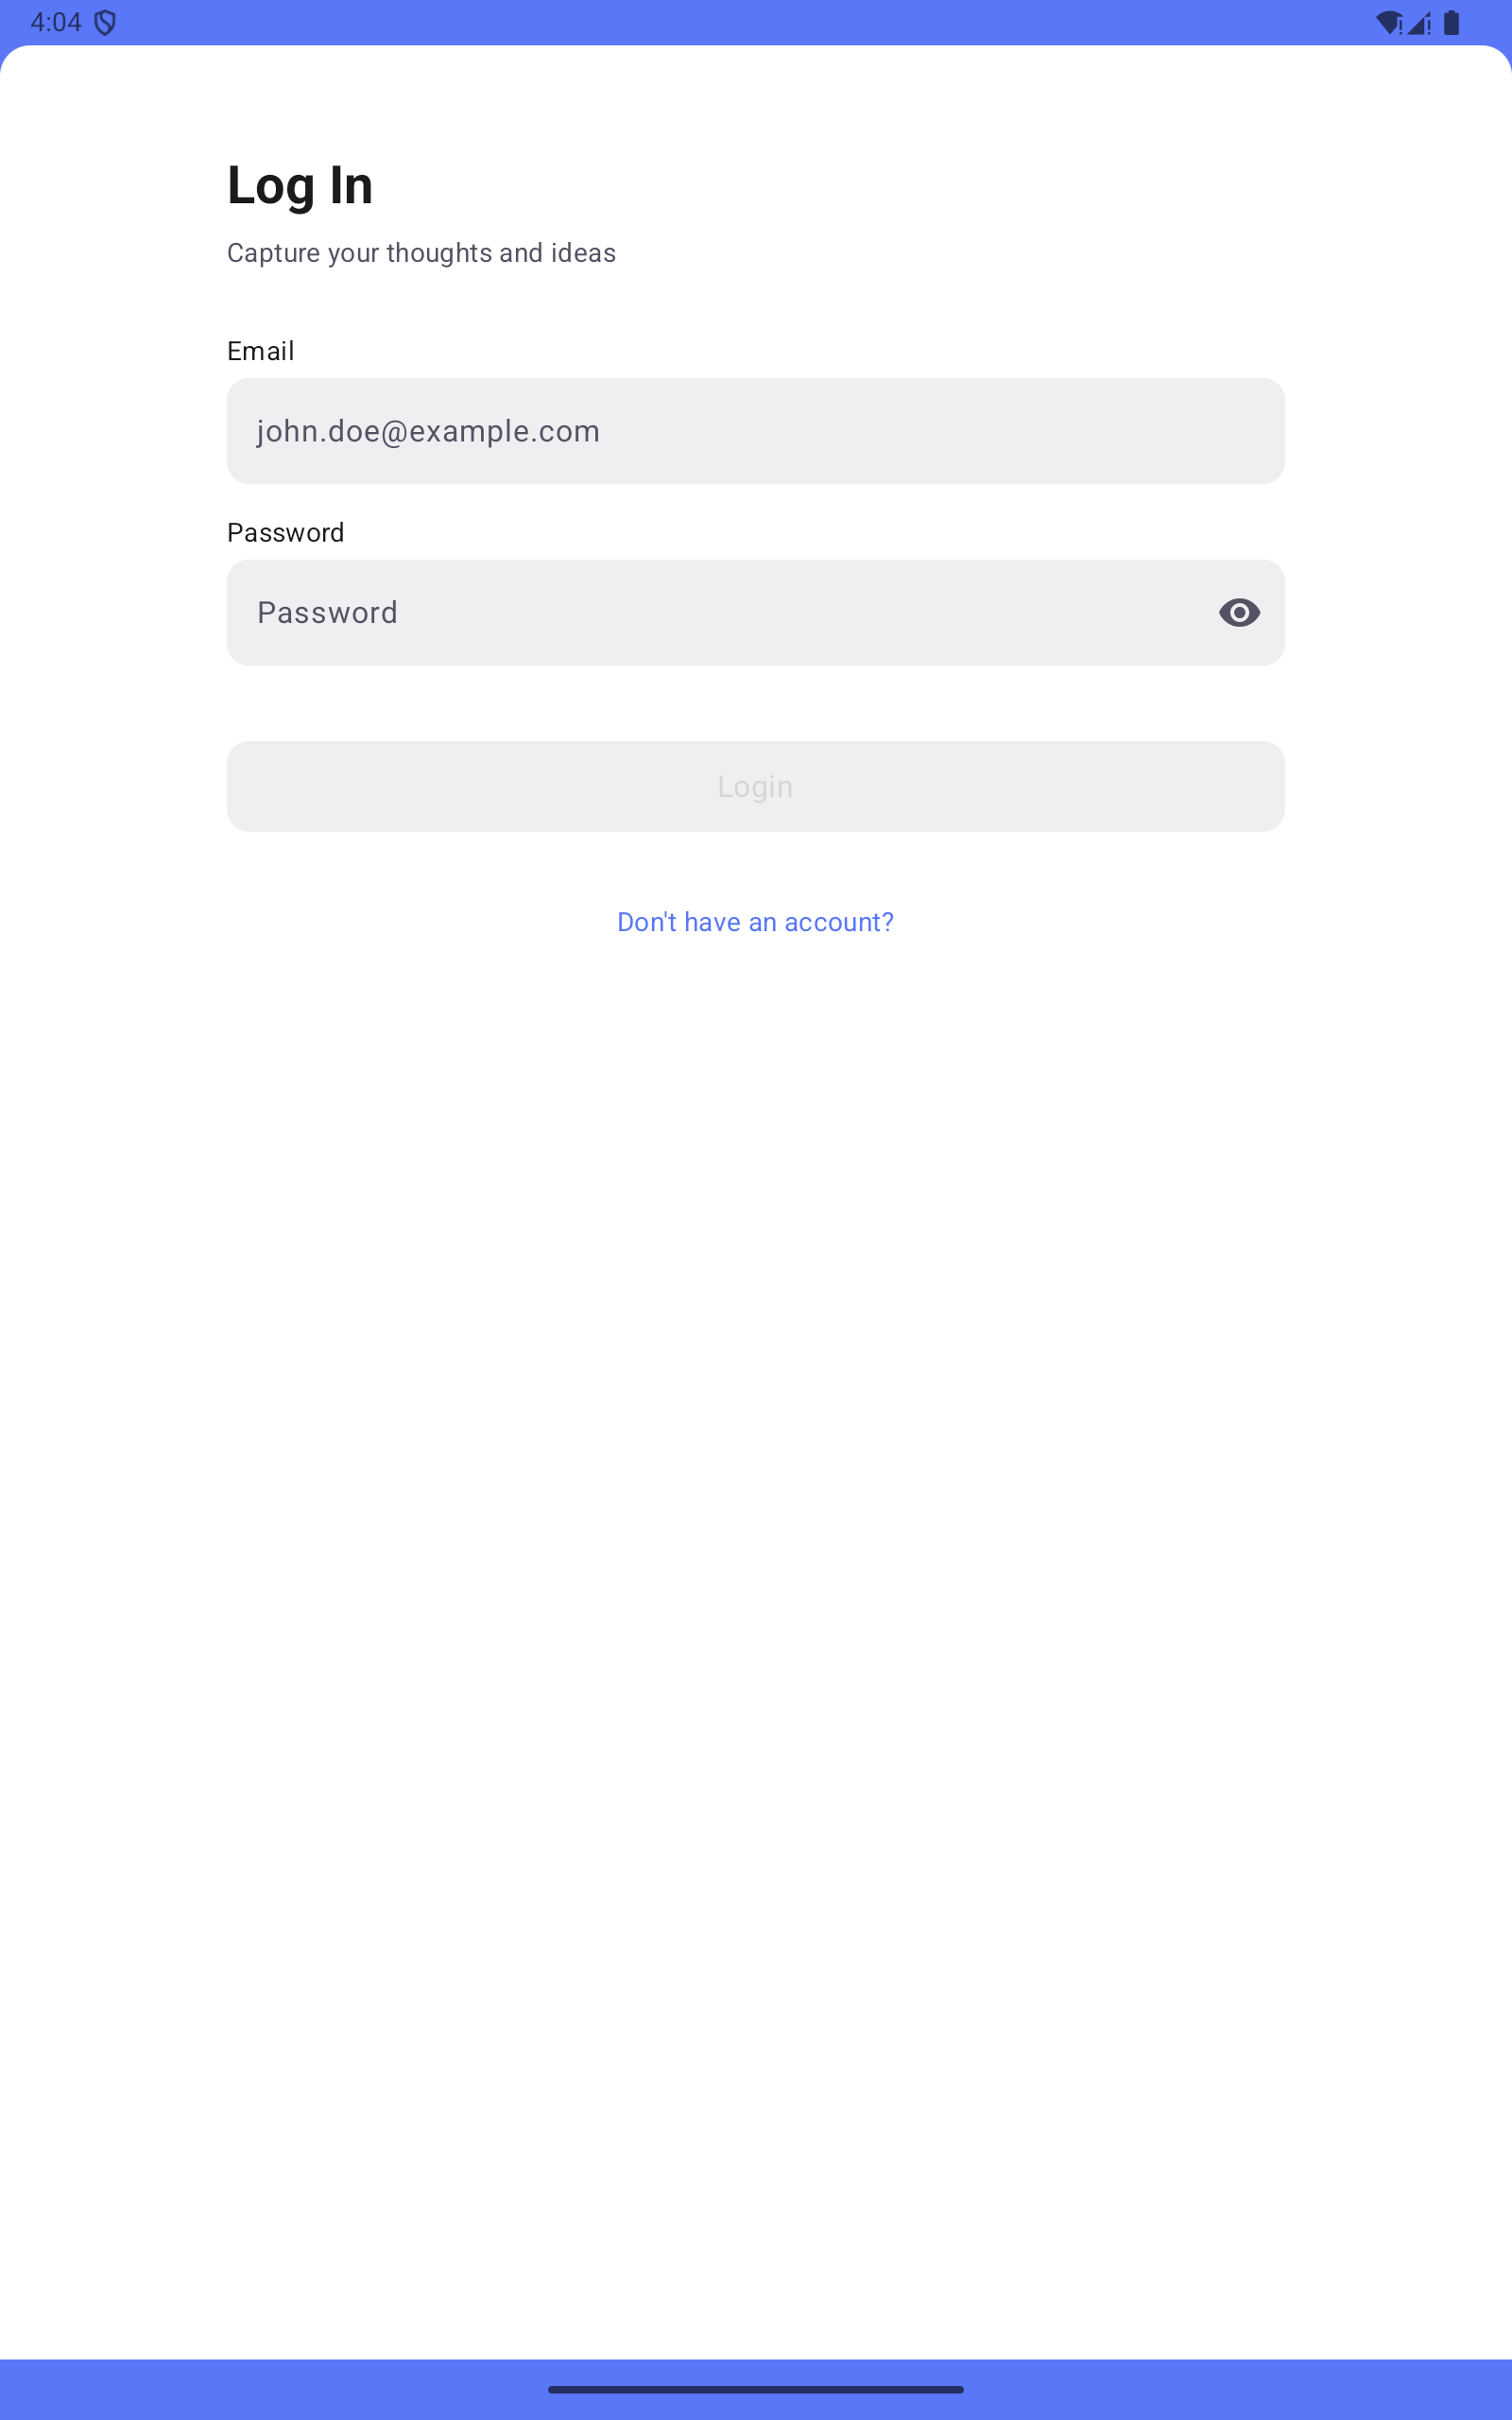 4:04
Log In
Capture your thoughts and ideas
Email
john.doe@example.com
Password
Password
Login
Don't have an account?